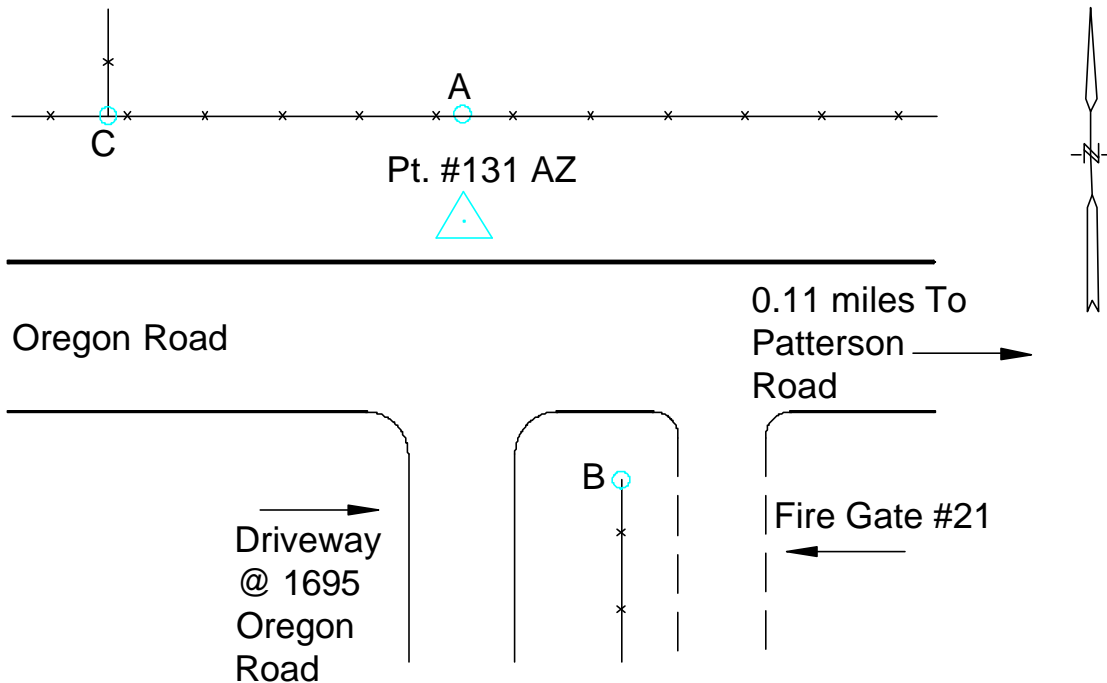 A
C
Pt. #131 AZ
N
0.11 miles To
Patterson
Road
Oregon Road
B
Fire Gate #21
Driveway
@ 1695
Oregon
Road